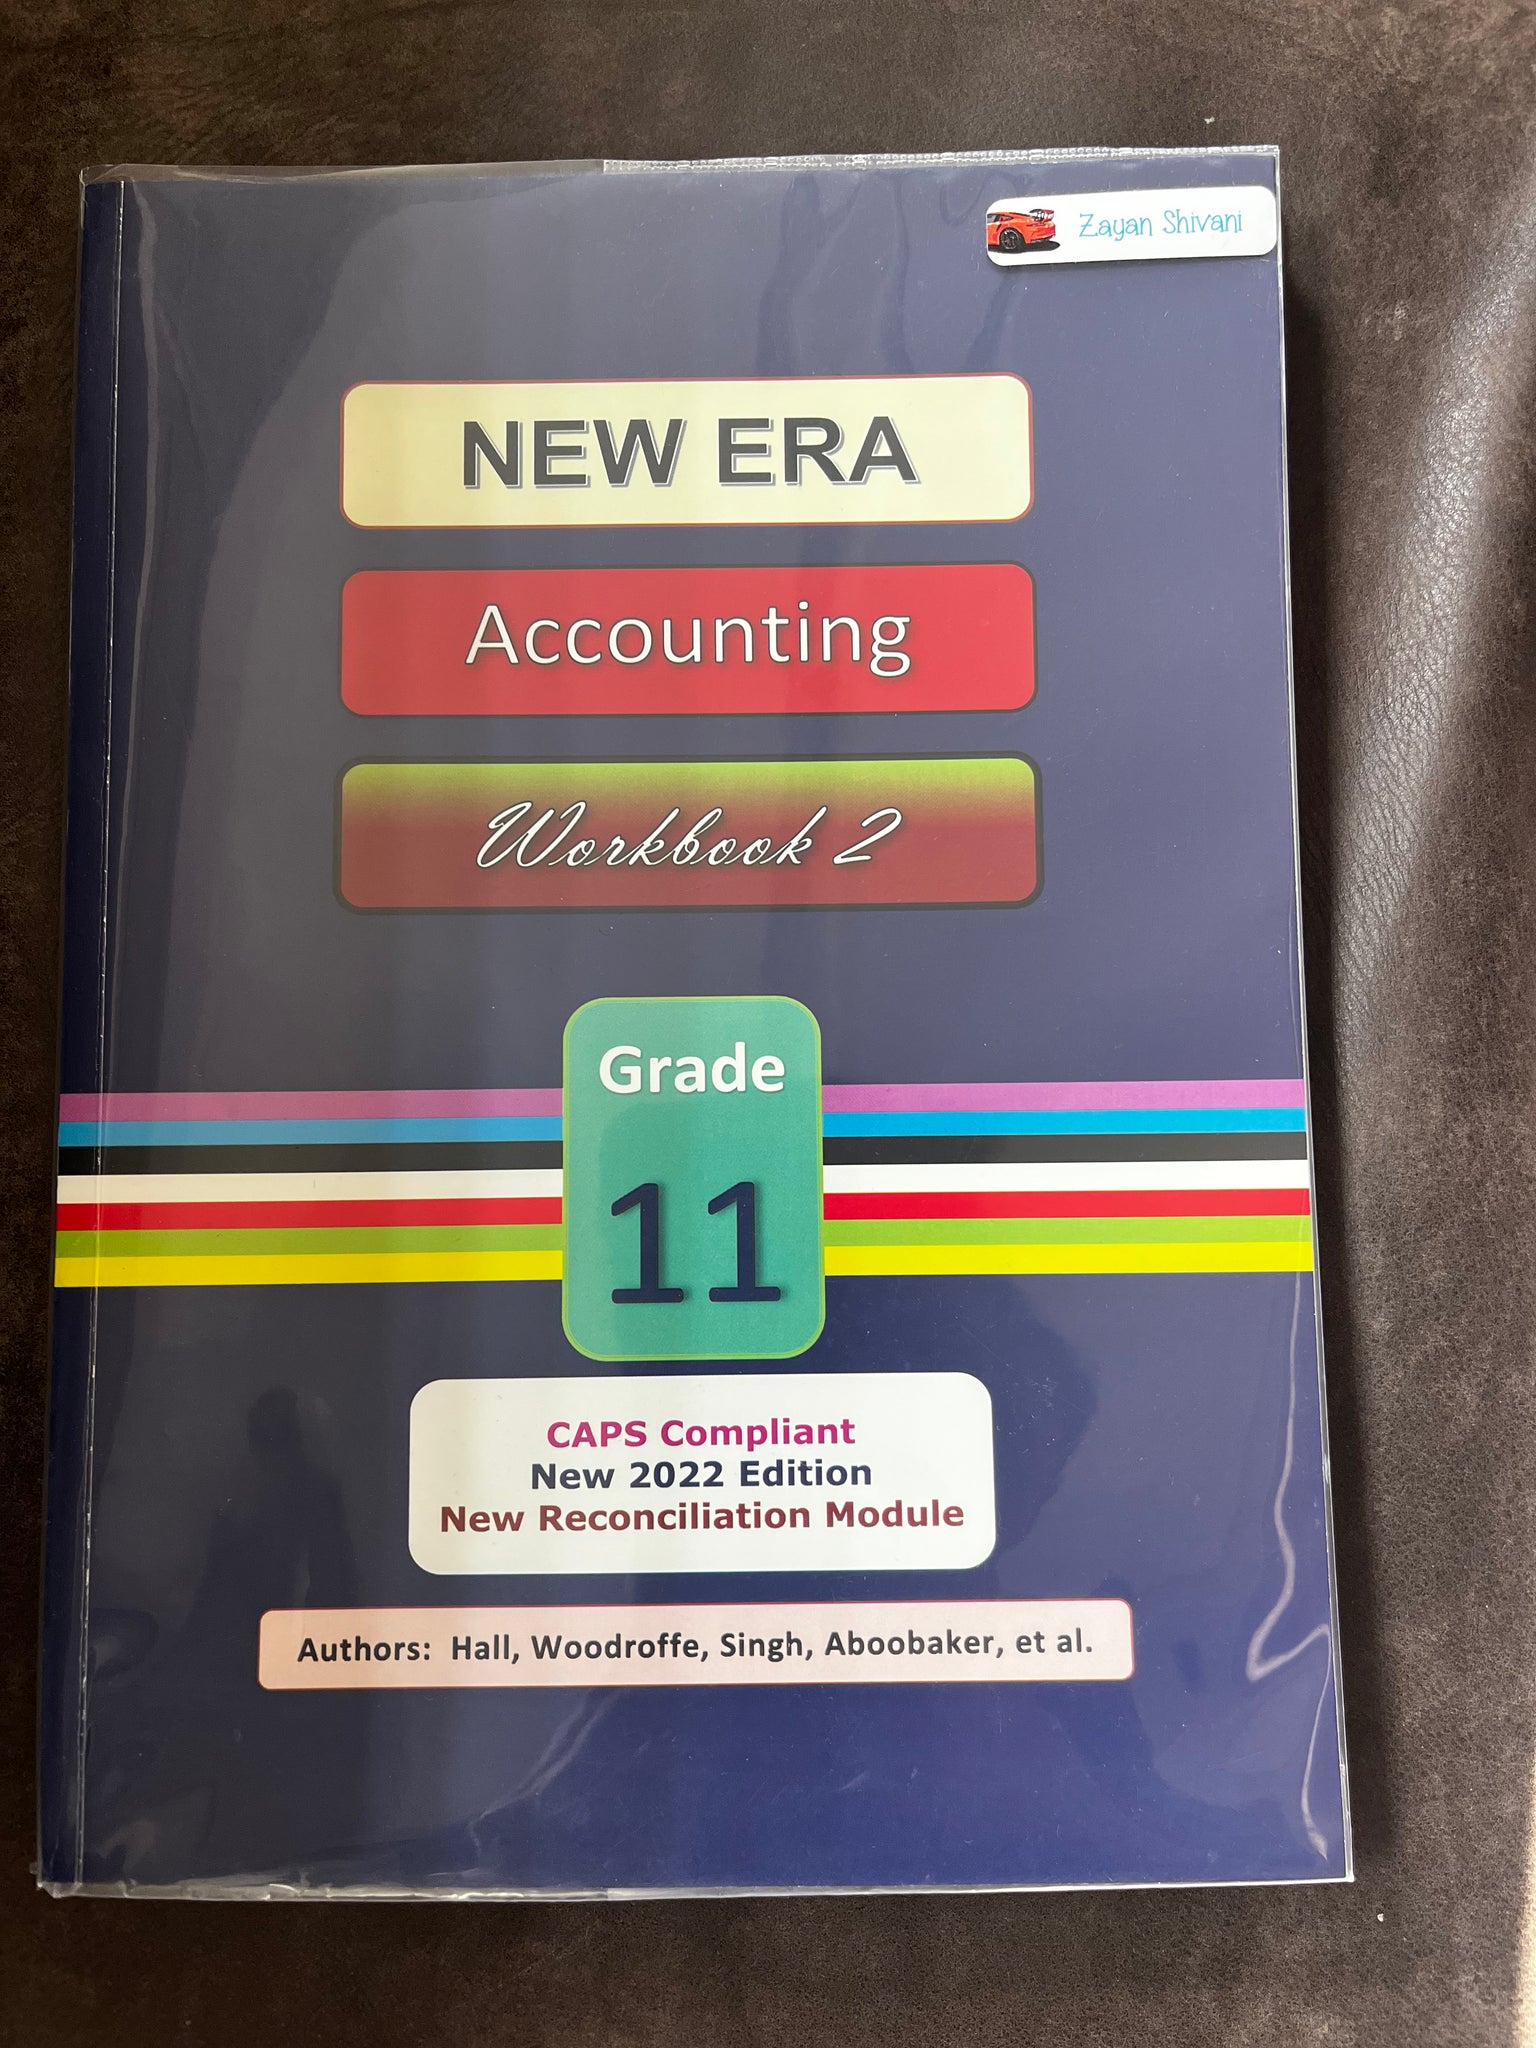 Zayan Shivani
NEW ERA
Accounting
Workbook 2
Grade
11
CAPS Compliant
New 2022 Edition
New Reconciliation Module
Authors: Hall, Woodroffe, Singh, Aboobaker, et al.